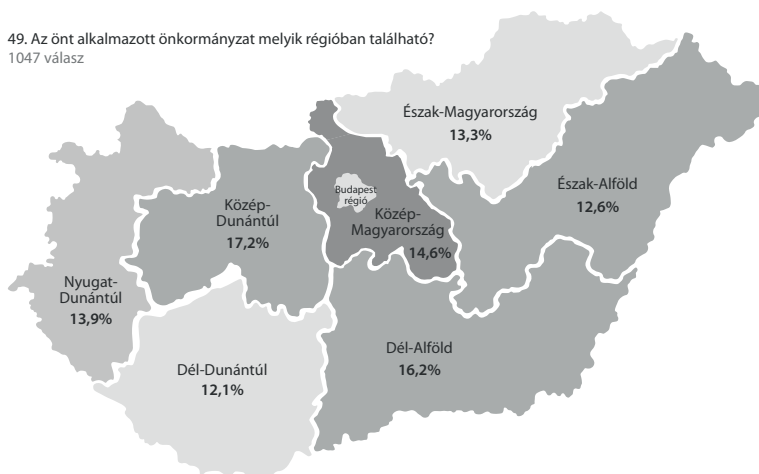 49. Az önt alkalmazott önkormányzat melyik régióban található?
1047 válasz
Észak-Magyarország
13,3%
Észak-Alföld
12,6%
Budapest
régió
Közép-
Magyarország
14,6%
Közép-
Dunántúl
17,2%
Nyugat-
Dunántúl
13,9%
Dél-Alföld
16,2%
Dél-Dunántúl
12,1%